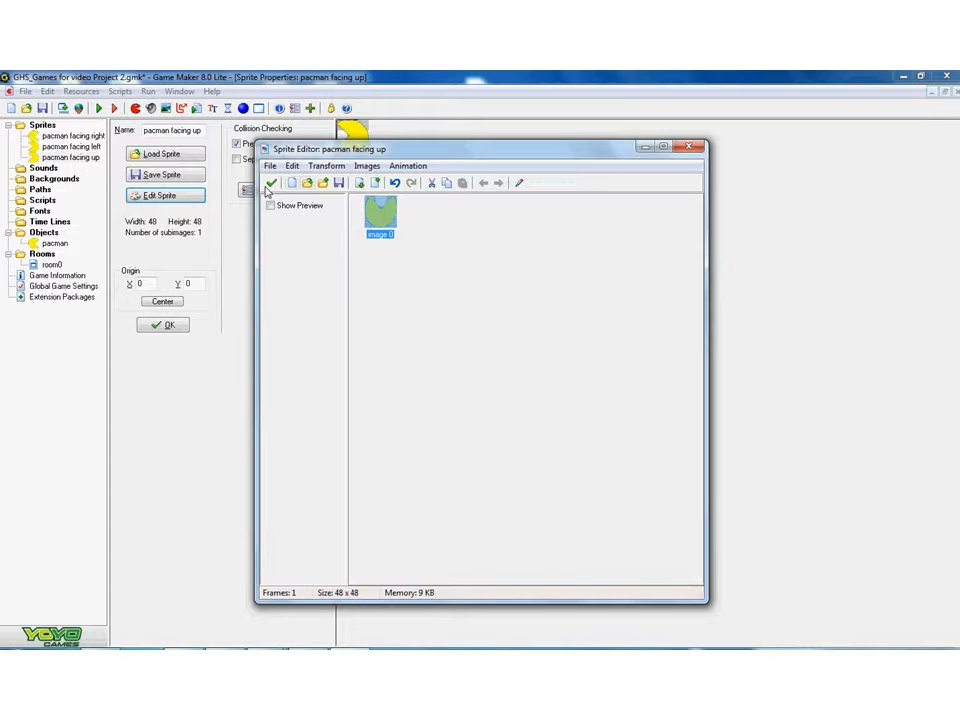 GHS_Games for video Project 2.gmk* - Game Maker 8.0 Lite - [Sprite Properties: pacman facing up]
File Edit Resources Scripts Run Window Help
Sprites
pacman facing right
pacman facing left
pacman facing up
Sounds
Backgrounds
Paths
Scripts
Fonts
Time Lines
Objects
pacman
Rooms
room0
Game Information
Global Game Settings
Extension Packages
YOYO
GAMES
Name: pacman facing up
Load Sprite
Save Sprite
Edit Sprite
Width: 48 Height: 48
Number of subimages: 1
Origin
X 0 Y 0
Center
OK
Collision Checking
Pre
Sep
Sprite Editor: pacman facing up
File Edit Transform Images Animation
Show Preview
image 0
Frames: 1 Size: 48 x 48 Memory: 9 KB